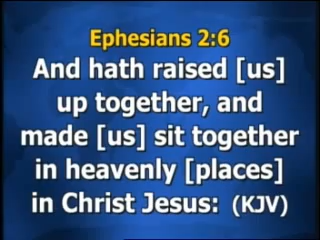 Ephesians 2:6
And hath raised [us]
up together, and
made [us] sit together
in heavenly [places]
in Christ Jesus: (KJV)